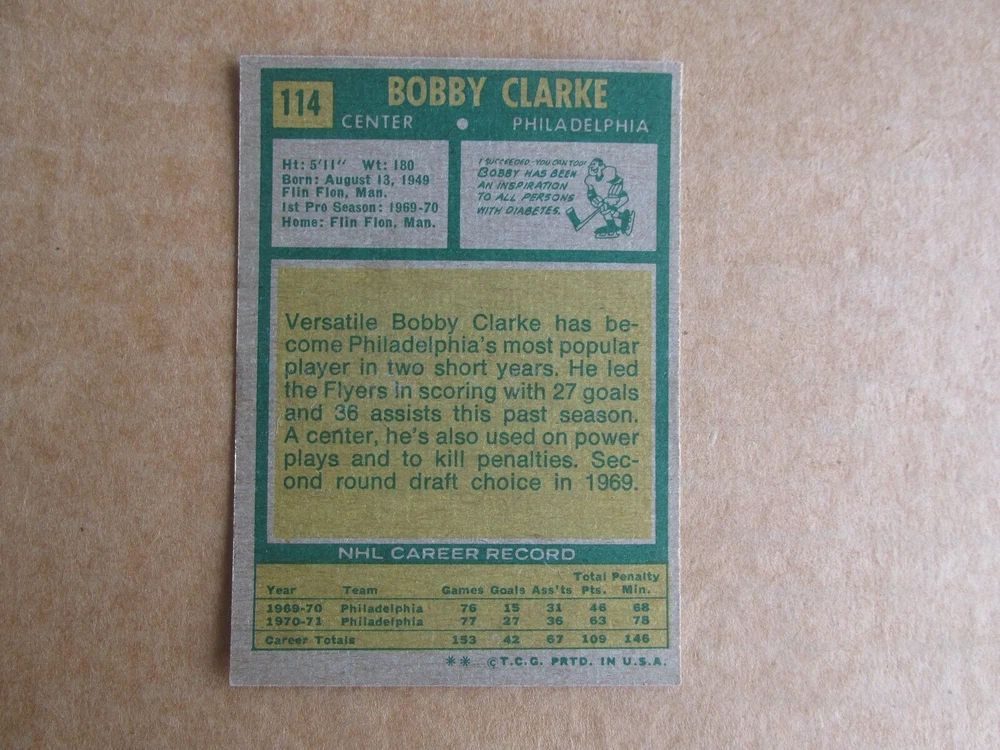 114
BOBBY CLARKE
CENTER ● PHILADELPHIA
Ht: 5'11" Wt: 180
Born: August 13, 1949
Flin Flon, Man.
1st Pro Season: 1969-70
Home: Flin Flon, Man.
I SUCCEEDED-YOU CAN TOO!
BOBBY HAS BEEN
AN INSPIRATION
TO ALL PERSONS
WITH DIABETES.
Versatile Bobby Clarke has be-
come Philadelphia's most popular
player in two short years. He led
the Flyers in scoring with 27 goals
and 36 assists this past season.
A center, he's also used on power
plays and to kill penalties. Sec-
ond round draft choice in 1969.
NHL CAREER RECORD
Total Penalty
Year Team Games Goals Ass'ts Pts. Min.
1969-70 Philadelphia 76 15 31 46 68
1970-71 Philadelphia 77 27 36 63 78
Career Totals 153 42 67 109 146
** ©T.C.G. PRTD. IN U.S.A.